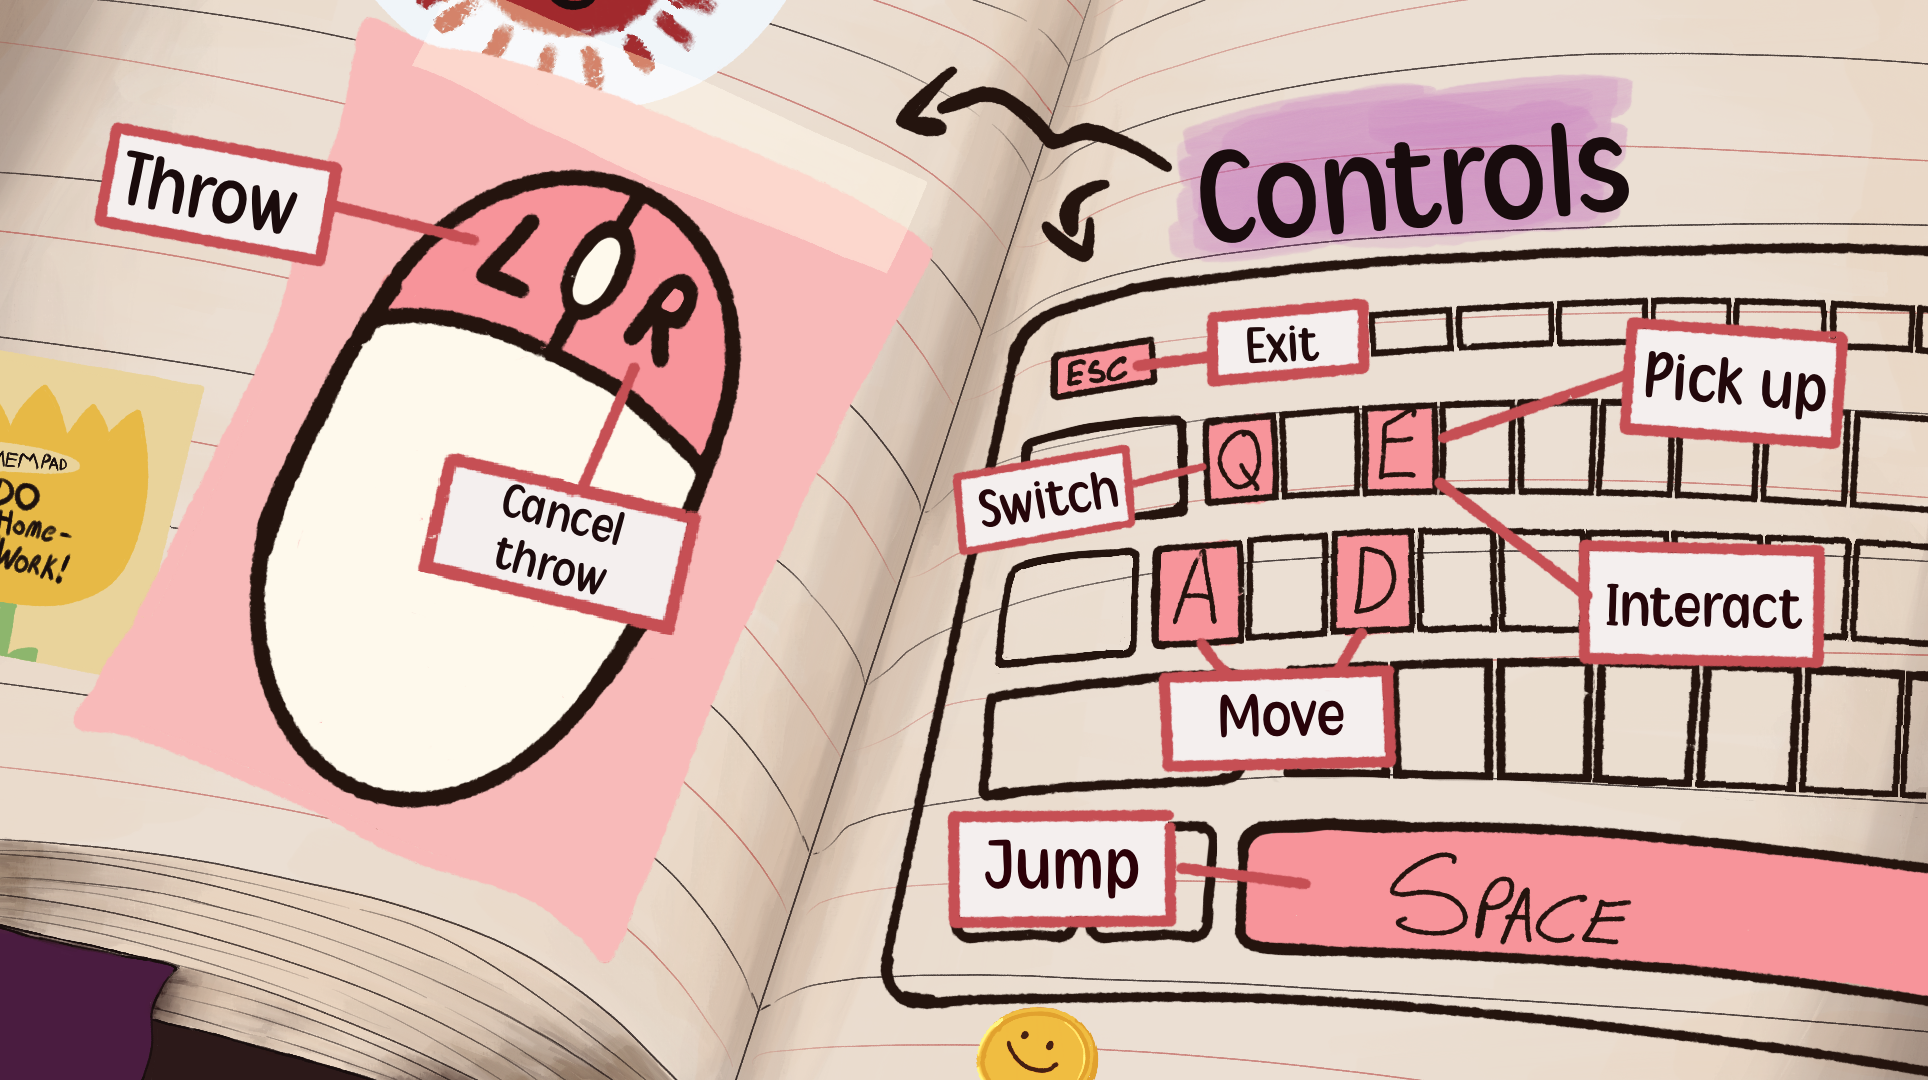 Controls
Throw
L R
Cancel
throw
MEMPAD
DO
Home-
WORK!
ESC
Exit
Pick up
Switch
Q
E
A
D
Interact
Move
Jump
SPACE